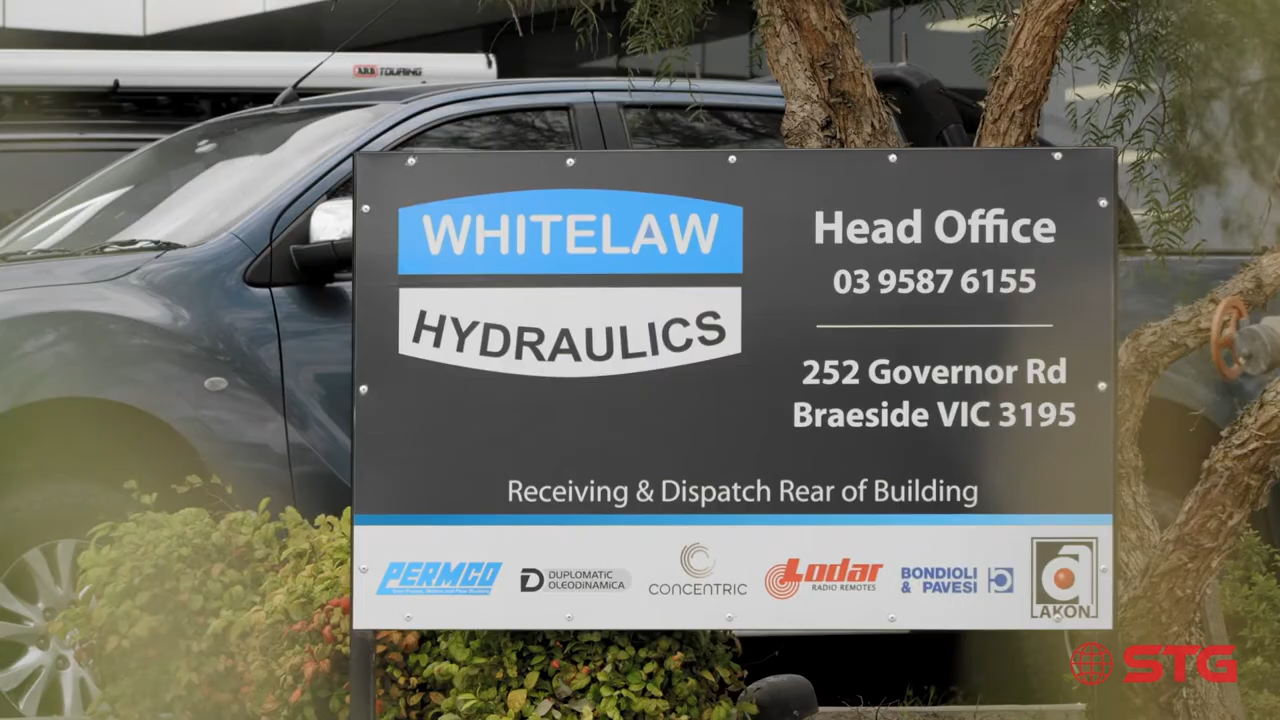 ARB TOURING
WHITELAW
HYDRAULICS
Head Office
03 9587 6155
252 Governor Rd
Braeside VIC 3195
Receiving & Dispatch Rear of Building
PERMCO
DUPLOMATIC
OLEODINAMICA
CONCENTRIC
Lodar
RADIO REMOTES
BONDIOLI
& PAVESI
a
AKON
STG